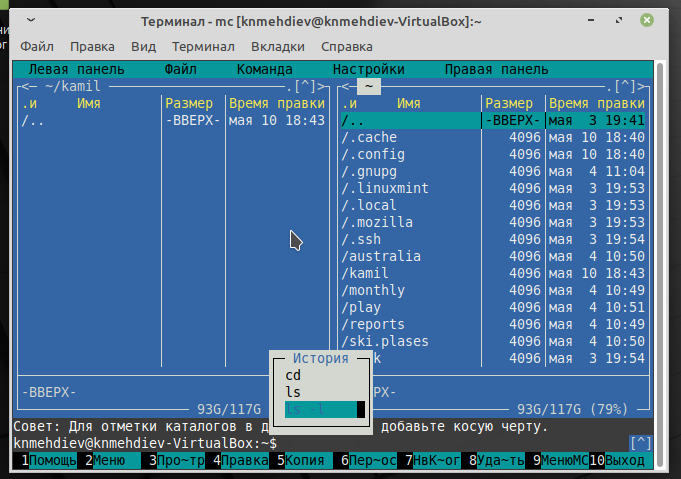 Терминал - mc [knmehdiev@knmehdiev-VirtualBox]:~
Файл Правка Вид Терминал Вкладки Справка
Левая панель Файл Команда Настройки Правая панель
<─ ~/kamil .[^]> <─ ~ .[^]>
.и Имя Размер Время правки .и Имя Размер Время правки
/.. -ВВЕРХ- мая 10 18:43 /.. -ВВЕРХ- мая 3 19:41
/.cache 4096 мая 10 18:40
/.config 4096 мая 10 18:40
/.gnupg 4096 мая 4 11:04
/.linuxmint 4096 мая 3 19:53
/.local 4096 мая 3 19:53
/.mozilla 4096 мая 3 19:53
/.ssh 4096 мая 3 19:54
/australia 4096 мая 4 10:50
/kamil 4096 мая 10 18:43
/monthly 4096 мая 4 10:49
/play 4096 мая 4 10:51
/reports 4096 мая 4 10:49
/ski.plases 4096 мая 4 10:50
к 4096 мая 3 19:54
История
cd
ls
ls -l
-ВВЕРХ- РХ-
93G/117G 93G/117G (79%)
Совет: Для отметки каталогов в д добавьте косую черту.
knmehdiev@knmehdiev-VirtualBox:~$ [^]
1Помощь 2Меню 3Про~тр 4Правка 5Копия 6Пер~ос 7НвК~ог 8Уда~ть 9МенюМС 10Выход